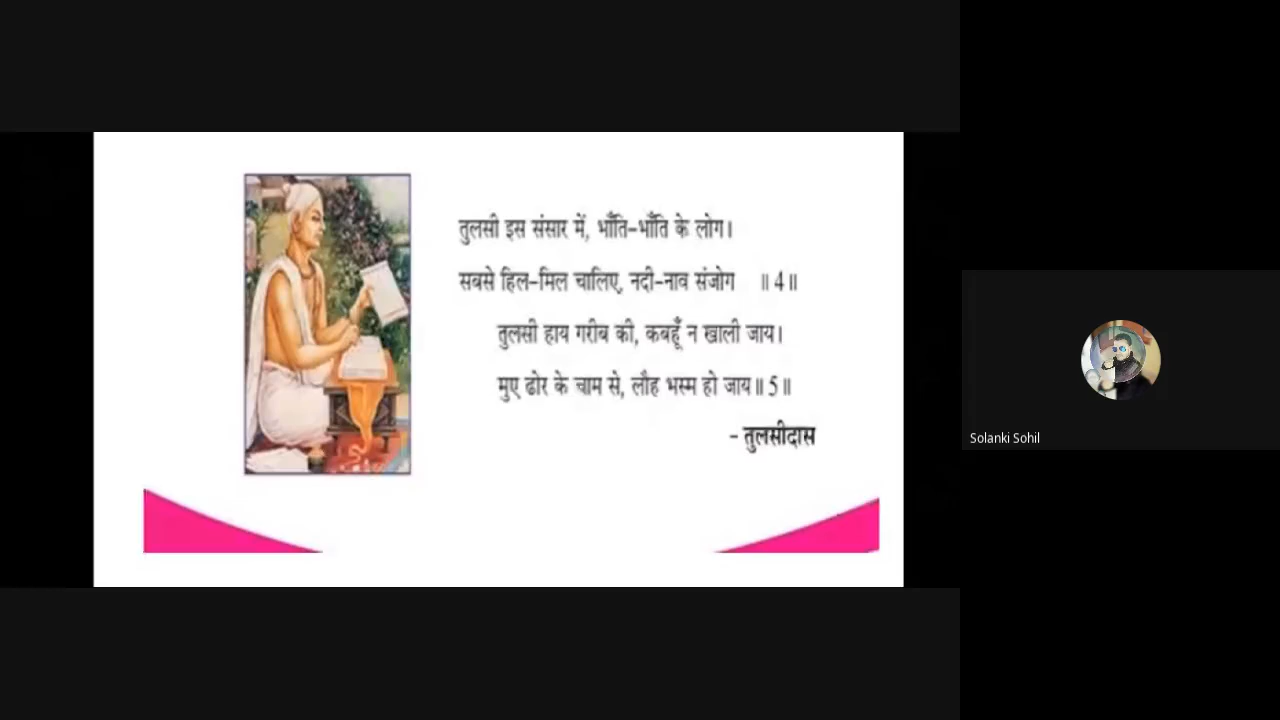 तुलसी इस संसार में, भाँति-भाँति के लोग।
सबसे हिल-मिल चालिए, नदी-नाव संजोग ॥4॥
तुलसी हाय गरीब की, कबहूँ न खाली जाय।
मुए ढोर के चाम से, लौह भस्म हो जाय॥5॥
- तुलसीदास
Solanki Sohil